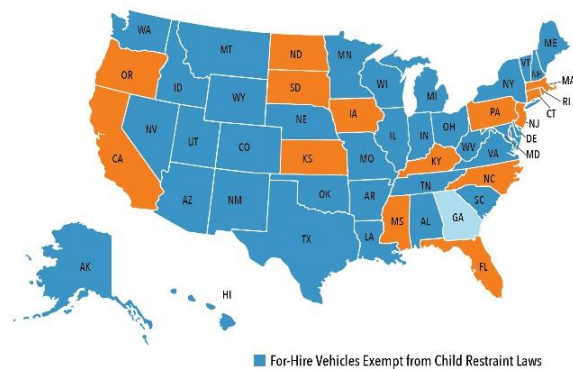 WA
MT
ND
MN
ME
VT
NH
OR
ID
SD
WI
NY
MA
WY
MI
RI
CT
IA
PA
NJ
NE
OH
NV
IL
IN
DE
UT
WV
MD
CO
VA
CA
KS
MO
KY
NC
TN
OK
AR
SC
AZ
NM
MS
AL
GA
TX
LA
FL
AK
HI
For-Hire Vehicles Exempt from Child Restraint Laws